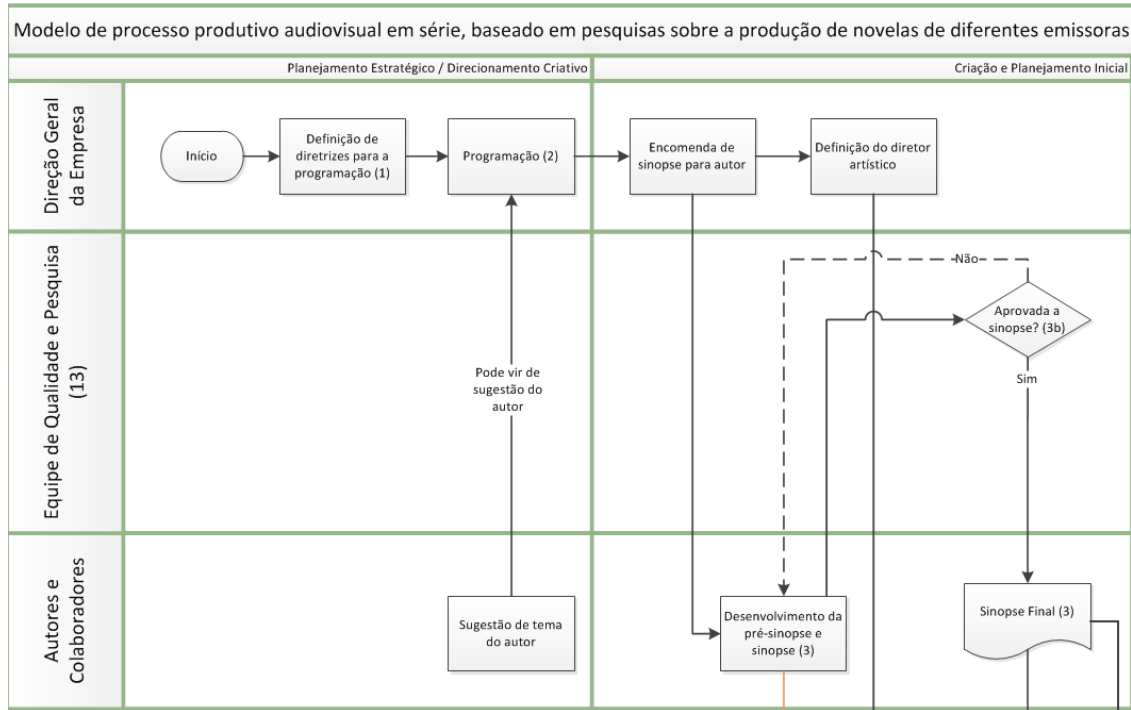 Modelo de processo produtivo audiovisual em série, baseado em pesquisas sobre a produção de novelas de diferentes emissoras
Planejamento Estratégico / Direcionamento Criativo
Criação e Planejamento Inicial
Direção Geral
da Empresa
Início
Definição de
diretrizes para a
programação (1)
Programação (2)
Encomenda de
sinopse para autor
Definição do diretor
artístico
Equipe de Qualidade e Pesquisa
(13)
Pode vir de
sugestão do
autor
Não
Aprovada a
sinopse? (3b)
Sim
Autores e
Colaboradores
Sugestão de tema
do autor
Desenvolvimento da
pré-sinopse e
sinopse (3)
Sinopse Final (3)